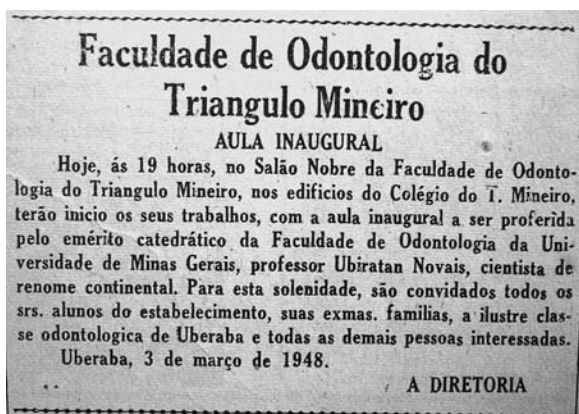 Faculdade de Odontologia do
Triangulo Mineiro
AULA INAUGURAL
Hoje, ás 19 horas, no Salão Nobre da Faculdade de Odonto-
logia do Triangulo Mineiro, nos edificios do Colégio do T. Mineiro,
terão inicio os seus trabalhos, com a aula inaugural a ser proferida
pelo emérito catedrático da Faculdade de Odontologia da Uni-
versidade de Minas Gerais, professor Ubiratan Novais, cientista de
renome continental. Para esta solenidade, são convidados todos os
srs. alunos do estabelecimento, suas exmas. familias, a ilustre clas-
se odontologica de Uberaba e todas as demais pessoas interessadas.
Uberaba, 3 de março de 1948.
A DIRETORIA